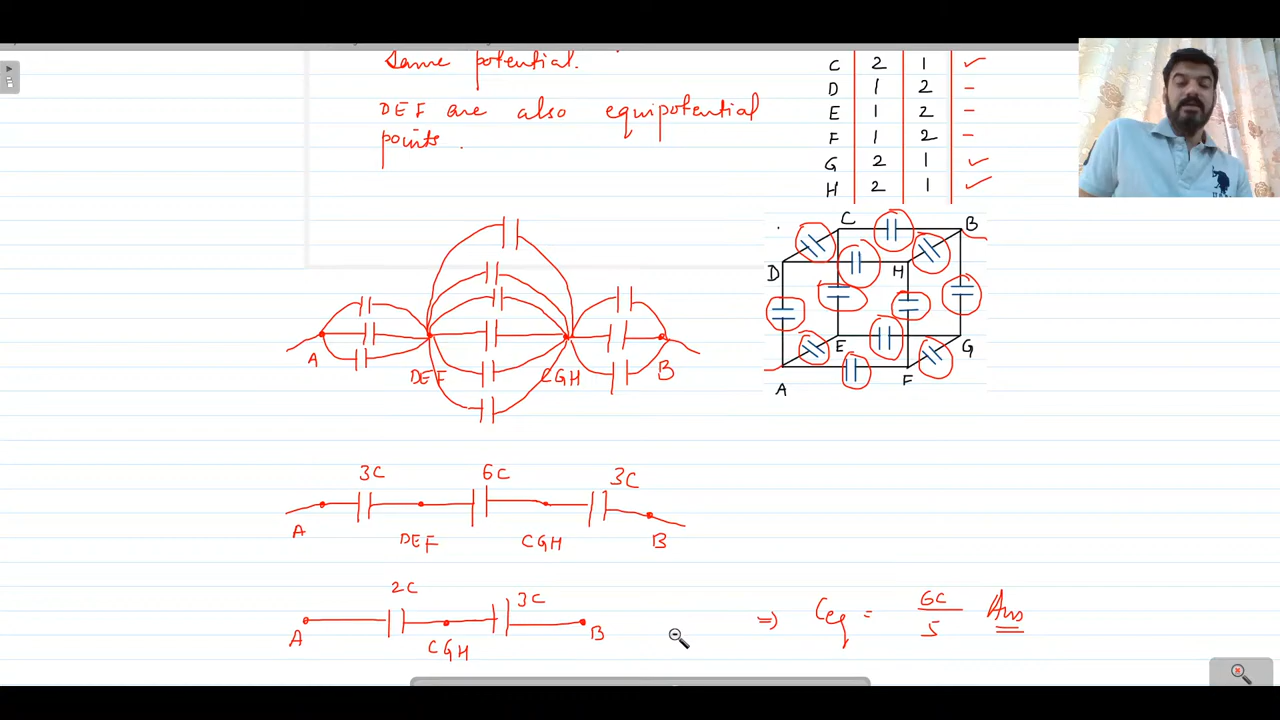 same potential.
DEF are also equipotential
points.
C 2 1 ✓
D 1 2 -
E 1 2 -
F 1 2 -
G 2 1 ✓
H 2 1 ✓
C B
D H
E G
A F
A DEF CGH B
3C 6C 3C
A DEF CGH B
2C 3C
A CGH B
⇒ Ceq = 6C/5 Ans